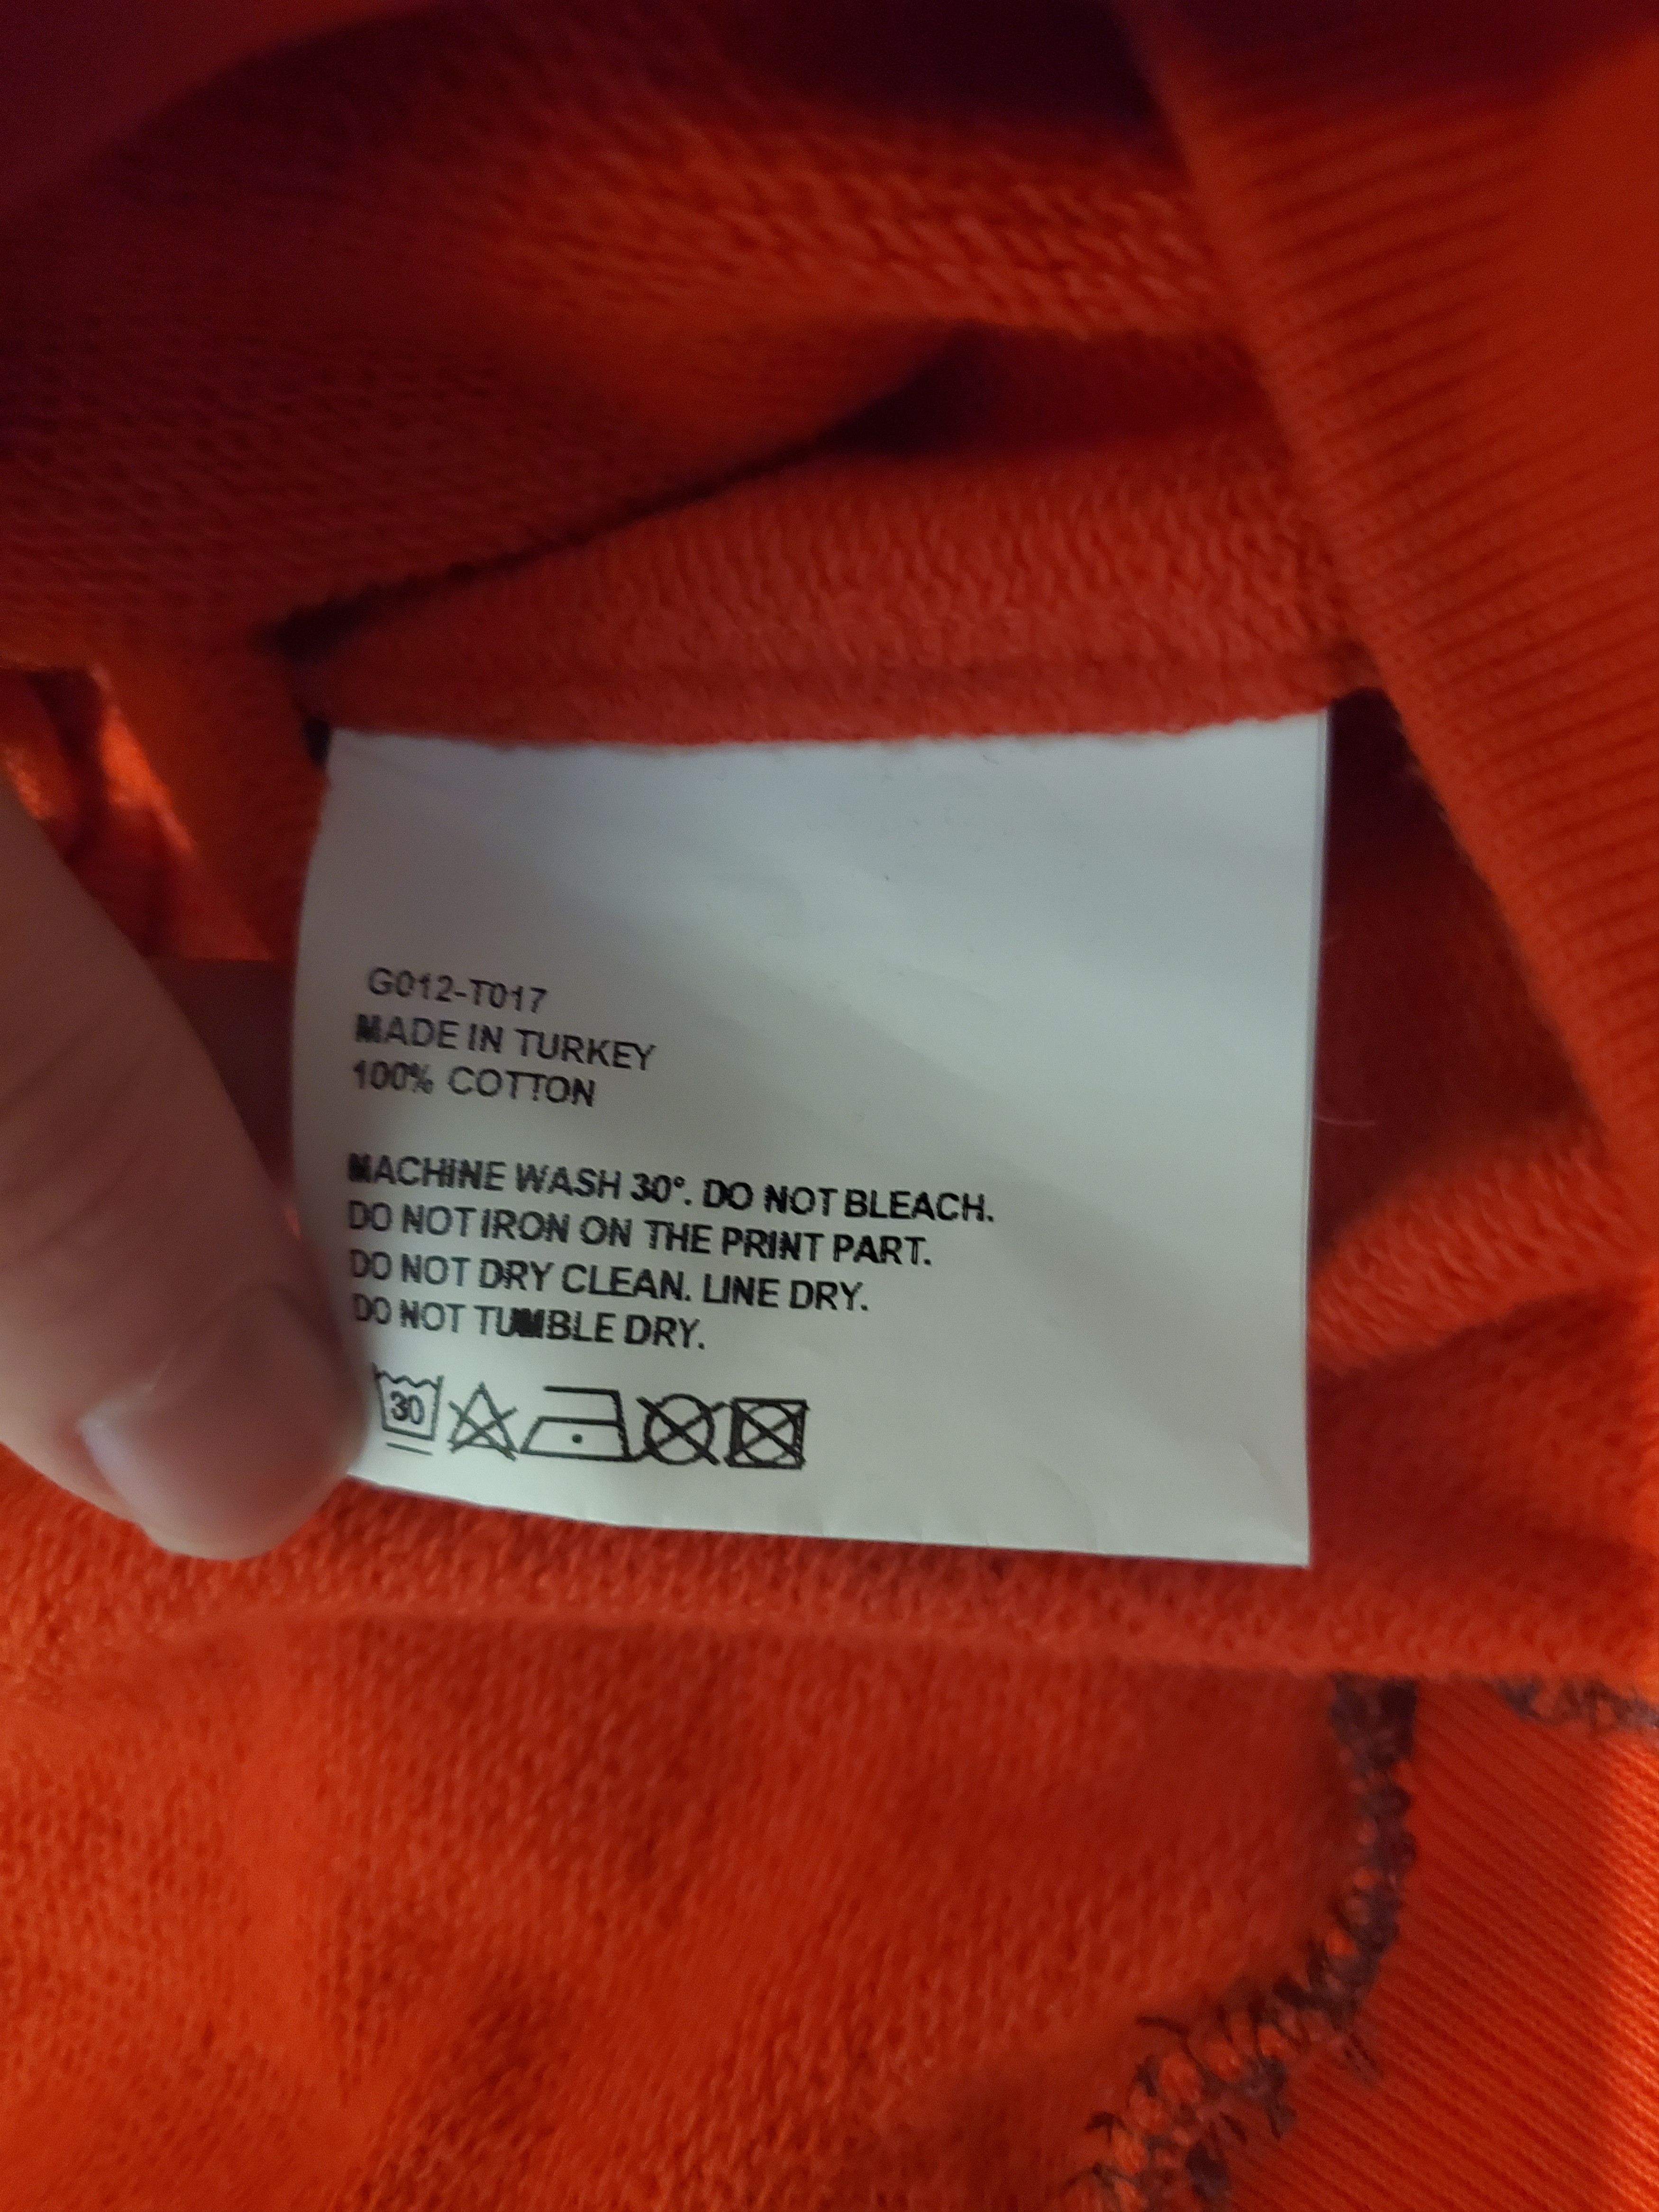 G012-T017
MADE IN TURKEY
100% COTTON
MACHINE WASH 30°. DO NOT BLEACH.
DO NOT IRON ON THE PRINT PART.
DO NOT DRY CLEAN. LINE DRY.
DO NOT TUMBLE DRY.
30